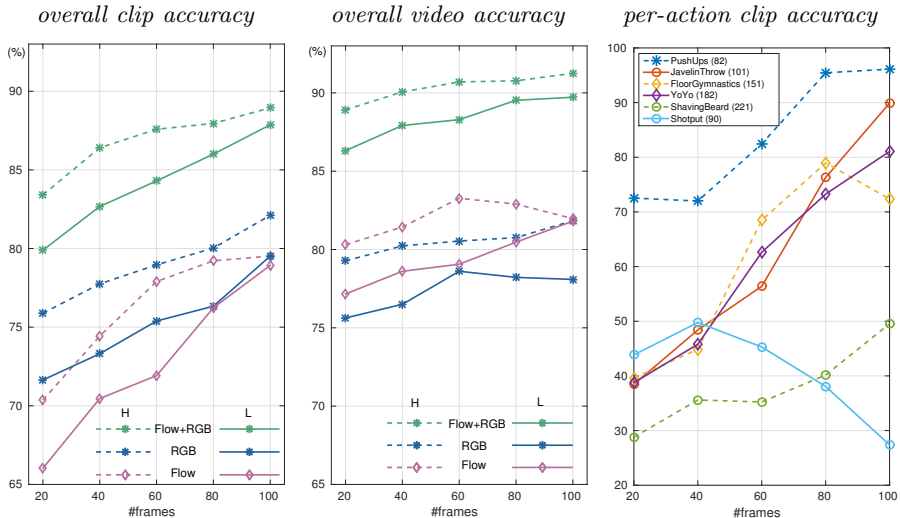 overall clip accuracy
(%)
90
85
80
75
70
65
20 40 60 80 100
#frames
H L
Flow+RGB
RGB
Flow
overall video accuracy
(%)
90
85
80
75
70
65
20 40 60 80 100
#frames
H L
Flow+RGB
RGB
Flow
per-action clip accuracy
100
90
80
70
60
50
40
30
20
20 40 60 80 100
#frames
PushUps (82)
JavelinThrow (101)
FloorGymnastics (151)
YoYo (182)
ShavingBeard (221)
Shotput (90)